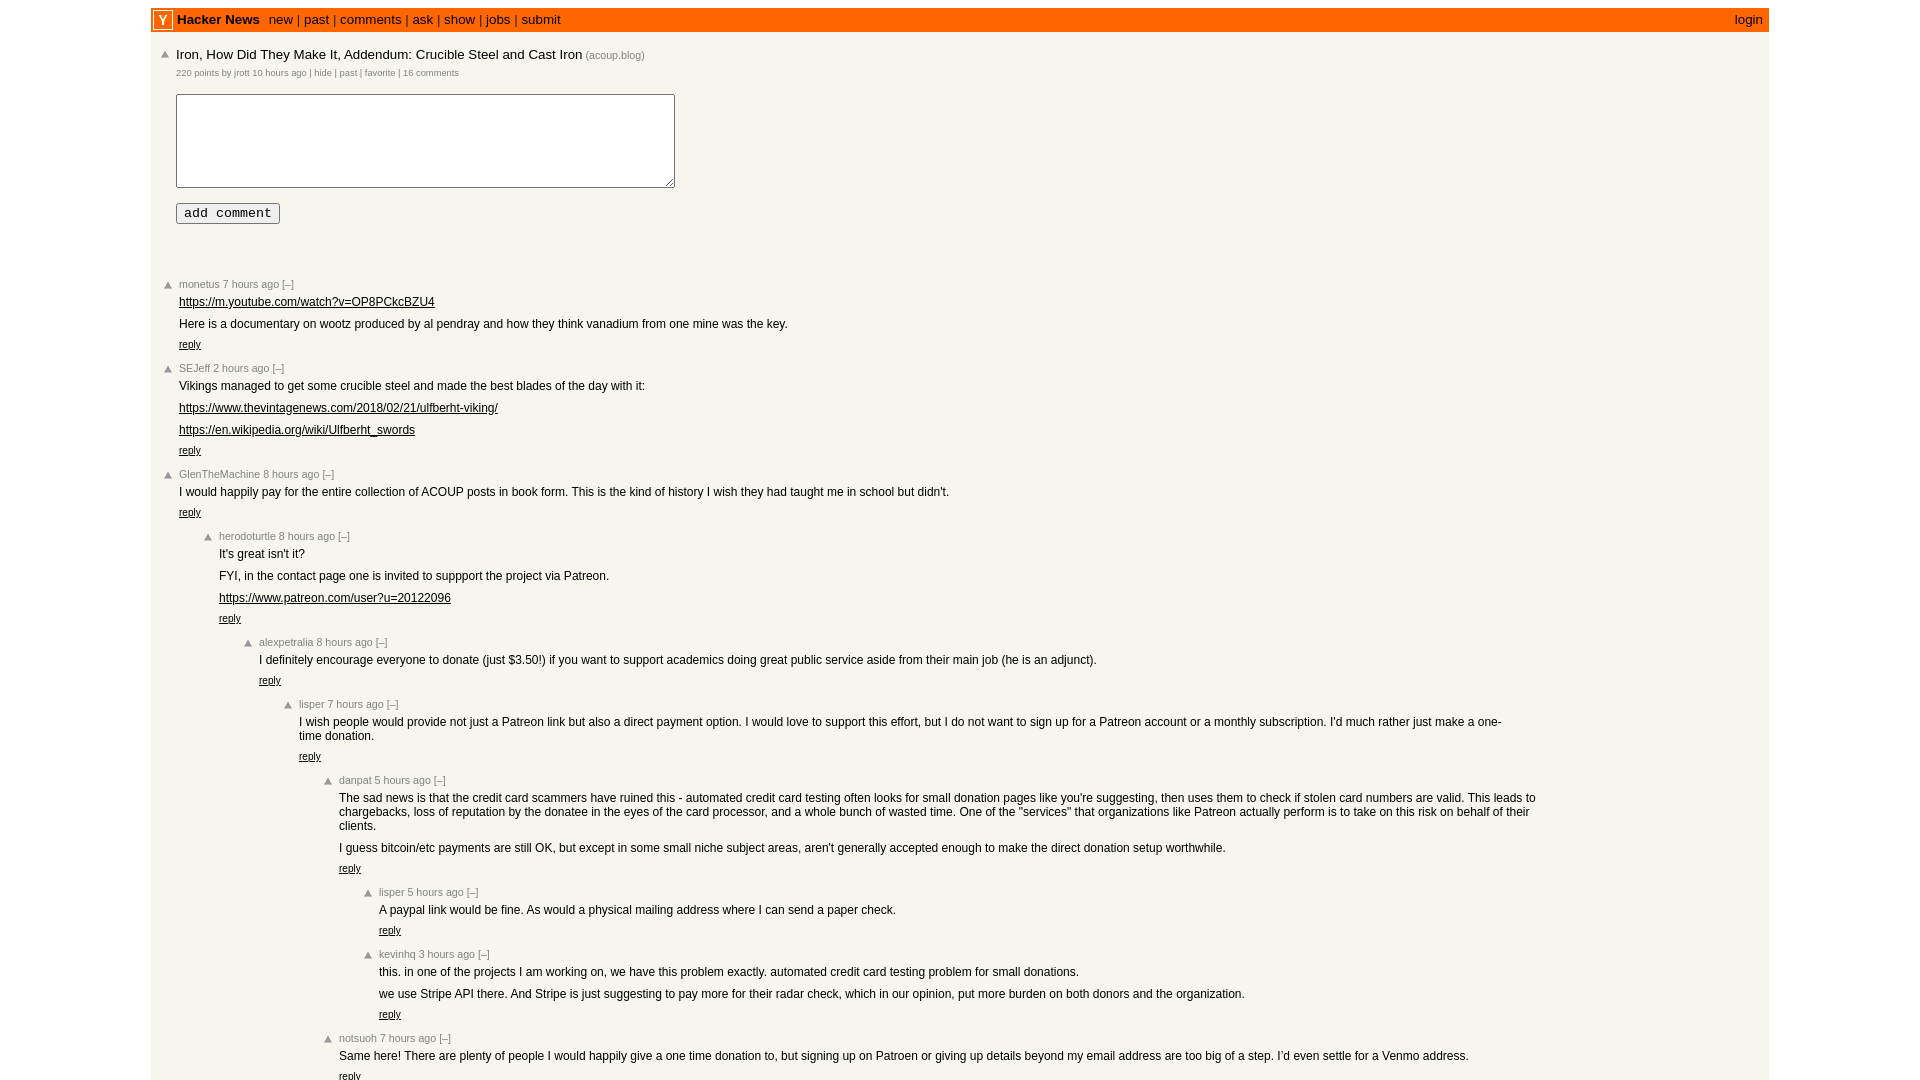 Y Hacker News new | past | comments | ask | show | jobs | submit login
Iron, How Did They Make It, Addendum: Crucible Steel and Cast Iron (acoup.blog)
220 points by jrott 10 hours ago | hide | past | favorite | 16 comments
add comment
monetus 7 hours ago [–]
https://m.youtube.com/watch?v=OP8PCkcBZU4
Here is a documentary on wootz produced by al pendray and how they think vanadium from one mine was the key.
reply
SEJeff 2 hours ago [–]
Vikings managed to get some crucible steel and made the best blades of the day with it:
https://www.thevintagenews.com/2018/02/21/ulfberht-viking/
https://en.wikipedia.org/wiki/Ulfberht_swords
reply
GlenTheMachine 8 hours ago [–]
I would happily pay for the entire collection of ACOUP posts in book form. This is the kind of history I wish they had taught me in school but didn't.
reply
herodoturtle 8 hours ago [–]
It's great isn't it?
FYI, in the contact page one is invited to suppport the project via Patreon.
https://www.patreon.com/user?u=20122096
reply
alexpetralia 8 hours ago [–]
I definitely encourage everyone to donate (just $3.50!) if you want to support academics doing great public service aside from their main job (he is an adjunct).
reply
lisper 7 hours ago [–]
I wish people would provide not just a Patreon link but also a direct payment option. I would love to support this effort, but I do not want to sign up for a Patreon account or a monthly subscription. I'd much rather just make a one-
time donation.
reply
danpat 5 hours ago [–]
The sad news is that the credit card scammers have ruined this - automated credit card testing often looks for small donation pages like you're suggesting, then uses them to check if stolen card numbers are valid. This leads to
chargebacks, loss of reputation by the donatee in the eyes of the card processor, and a whole bunch of wasted time. One of the "services" that organizations like Patreon actually perform is to take on this risk on behalf of their
clients.
I guess bitcoin/etc payments are still OK, but except in some small niche subject areas, aren't generally accepted enough to make the direct donation setup worthwhile.
reply
lisper 5 hours ago [–]
A paypal link would be fine. As would a physical mailing address where I can send a paper check.
reply
kevinhq 3 hours ago [–]
this. in one of the projects I am working on, we have this problem exactly. automated credit card testing problem for small donations.
we use Stripe API there. And Stripe is just suggesting to pay more for their radar check, which in our opinion, put more burden on both donors and the organization.
reply
notsuoh 7 hours ago [–]
Same here! There are plenty of people I would happily give a one time donation to, but signing up on Patroen or giving up details beyond my email address are too big of a step. I’d even settle for a Venmo address.
reply